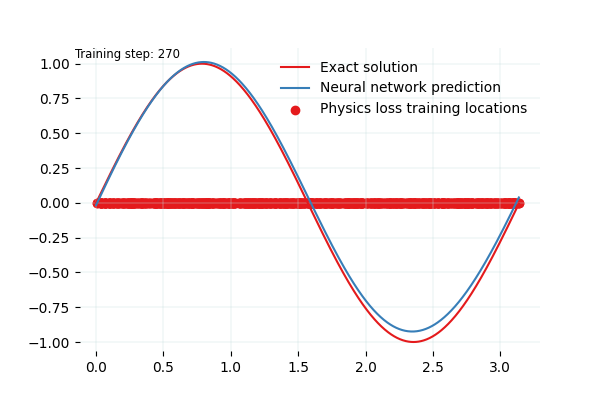 Training step: 270
Exact solution
Neural network prediction
Physics loss training locations
1.00
0.75
0.50
0.25
0.00
−0.25
−0.50
−0.75
−1.00
0.0 0.5 1.0 1.5 2.0 2.5 3.0